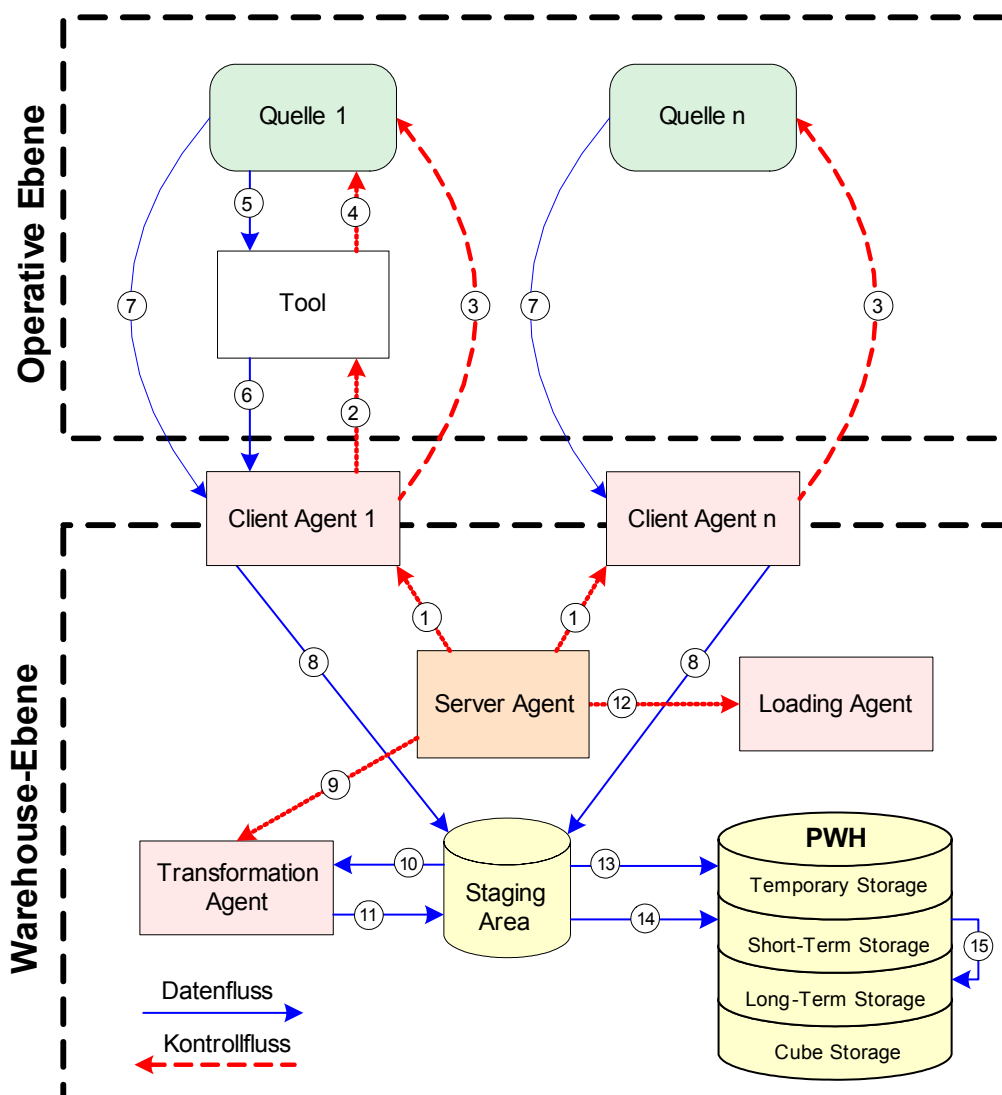 Operative Ebene
Quelle 1
Quelle n
5
4
7
Tool
3
7
3
6
2
Client Agent 1
Client Agent n
Warehouse-Ebene
1
1
8
8
Server Agent
12
Loading Agent
9
Transformation
Agent
10
11
Staging
Area
13
14
PWH
Temporary Storage
Short-Term Storage
15
Long-Term Storage
Cube Storage
Datenfluss
Kontrollfluss